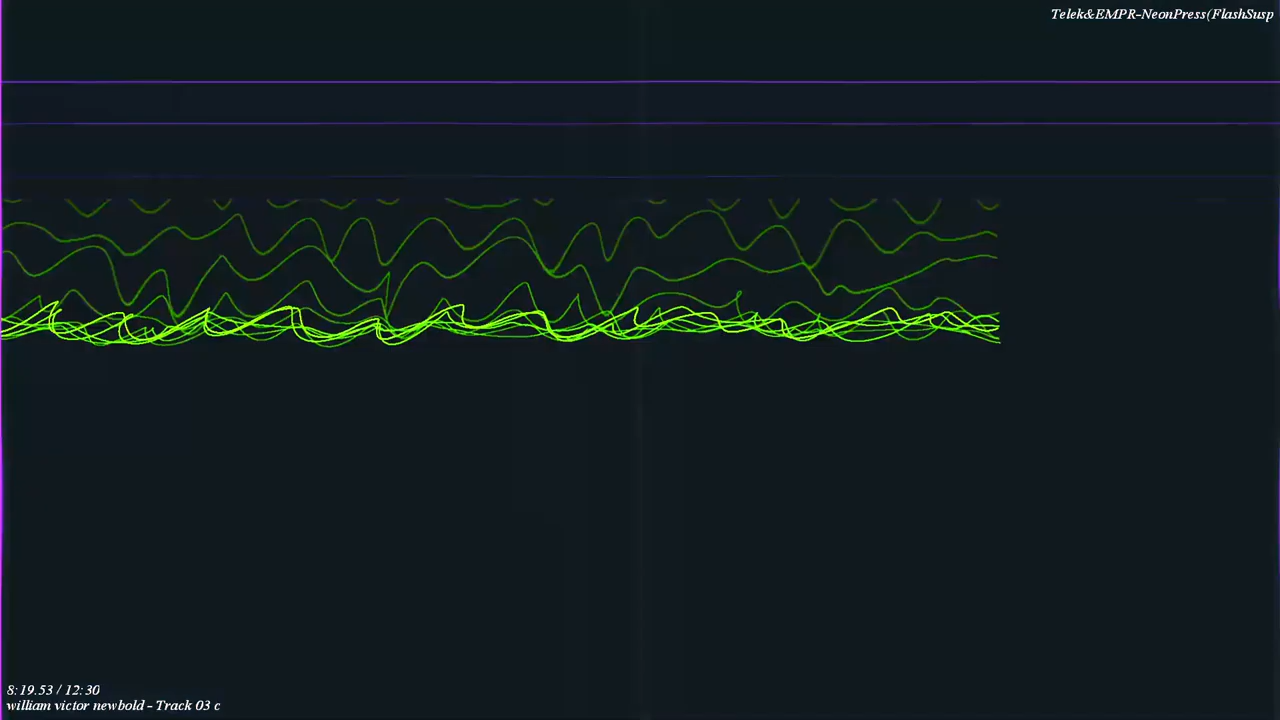 Telek&EMPR-NeonPress(FlashSusp
8:19.53 / 12:30
william victor newbold - Track 03 c